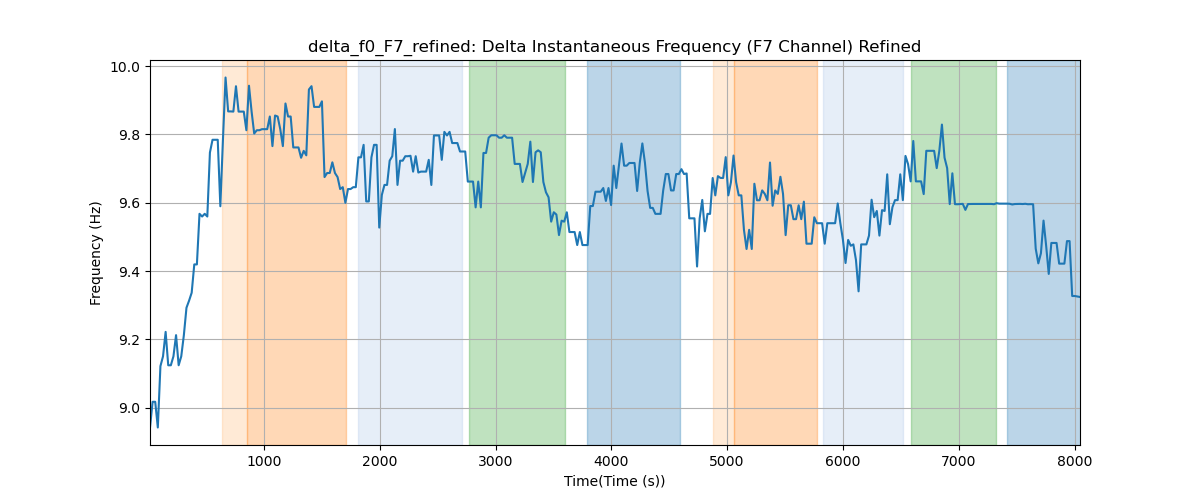 delta_f0_F7_refined: Delta Instantaneous Frequency (F7 Channel) Refined
10.0
9.8
9.6
9.4
9.2
9.0
Frequency (Hz)
1000 2000 3000 4000 5000 6000 7000 8000
Time(Time (s))